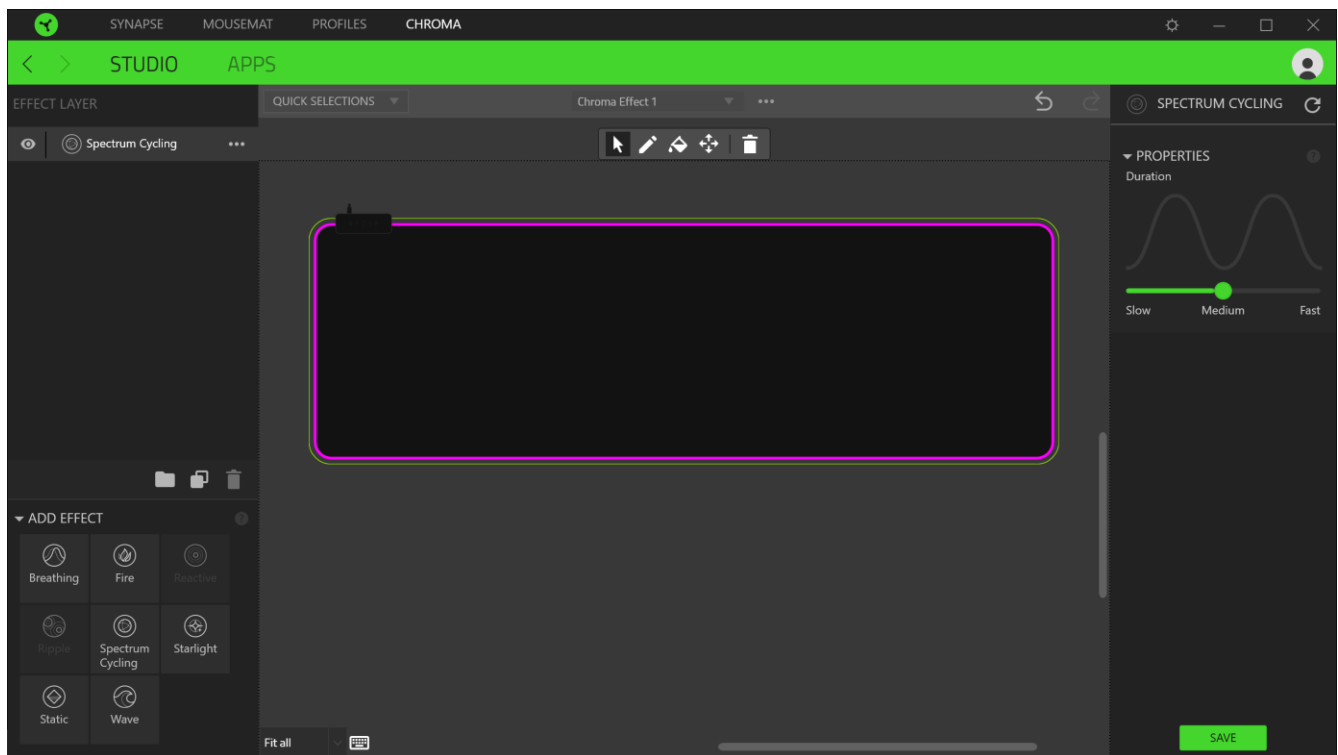 SYNAPSE MOUSEMAT PROFILES CHROMA
STUDIO APPS
EFFECT LAYER
QUICK SELECTIONS
Chroma Effect 1
SPECTRUM CYCLING
Spectrum Cycling
PROPERTIES
Duration
Slow Medium Fast
ADD EFFECT
Breathing
Fire
Reactive
Ripple
Spectrum
Cycling
Starlight
Static
Wave
Fit all
SAVE